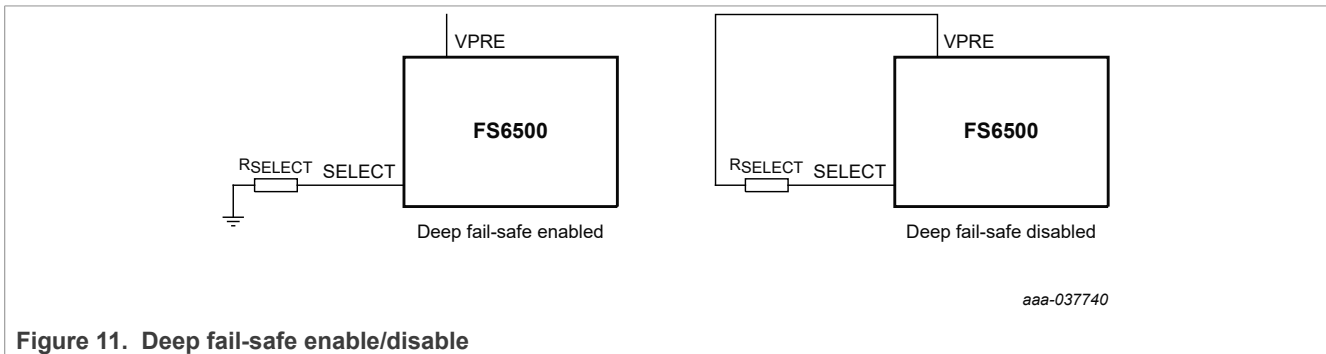 VPRE
FS6500
RSELECT
SELECT
Deep fail-safe enabled
VPRE
FS6500
RSELECT
SELECT
Deep fail-safe disabled
aaa-037740
Figure 11. Deep fail-safe enable/disable